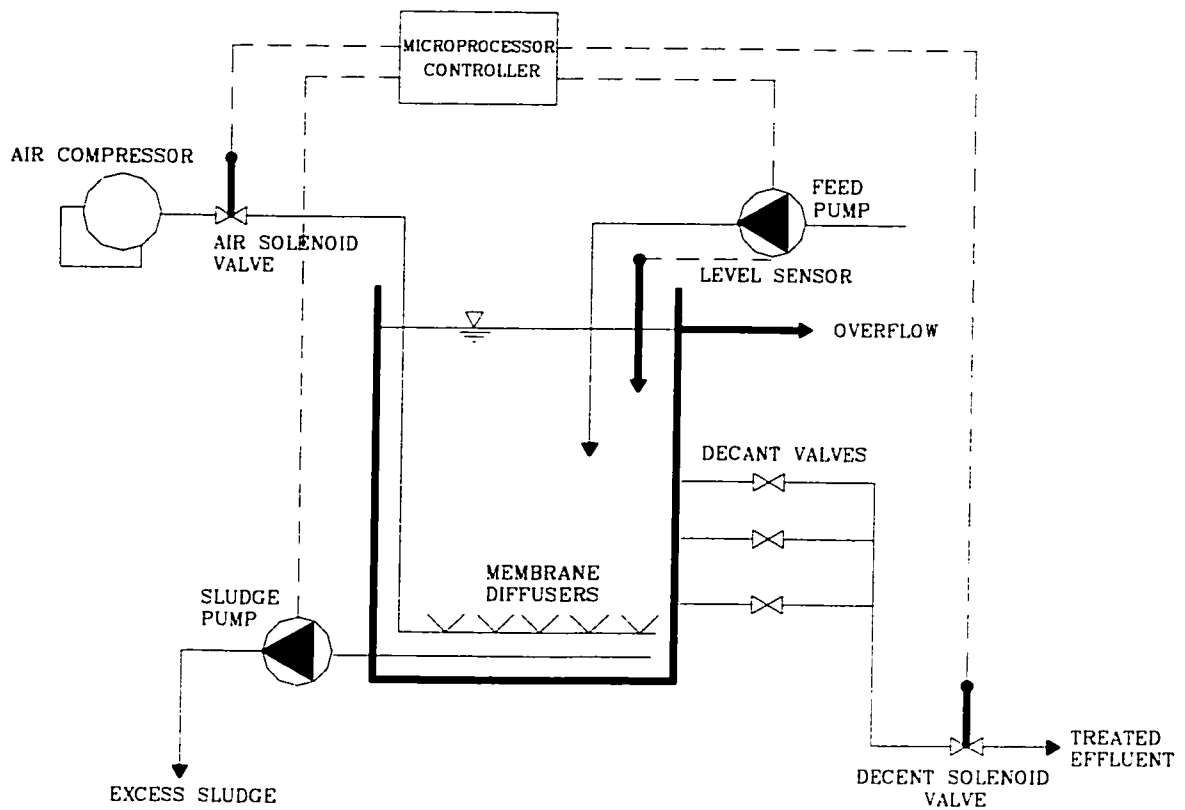 MICROPROCESSOR
CONTROLLER
AIR COMPRESSOR
AIR SOLENOID
VALVE
FEED
PUMP
LEVEL SENSOR
OVERFLOW
DECANT VALVES
MEMBRANE
DIFFUSERS
SLUDGE
PUMP
EXCESS SLUDGE
TREATED
EFFLUENT
DECENT SOLENOID
VALVE